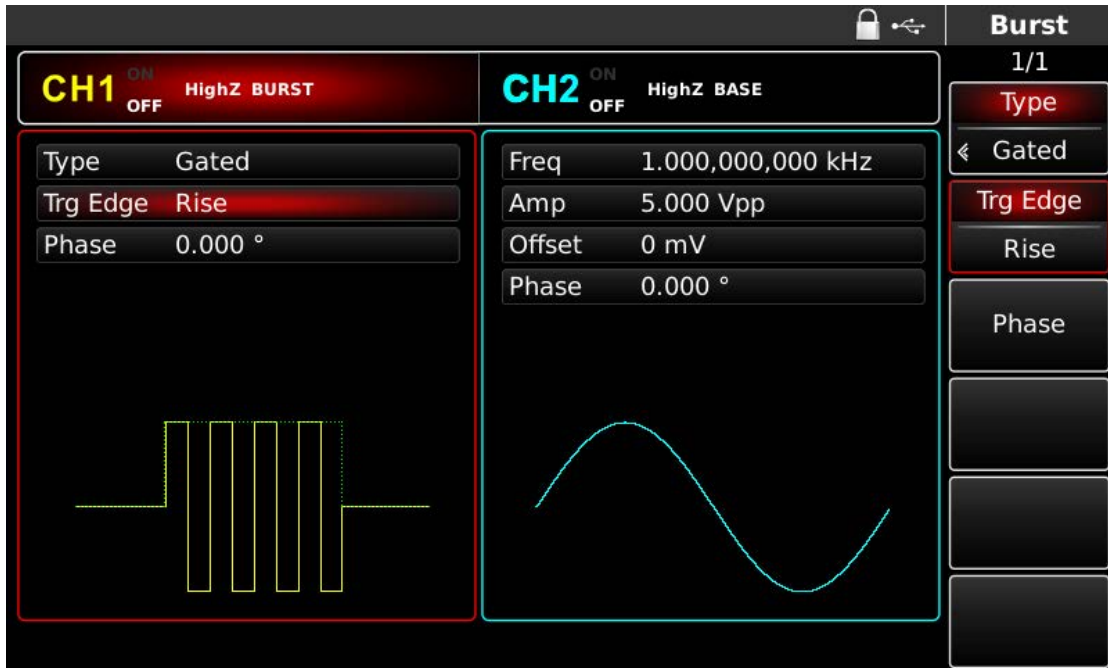 Burst
1/1
CH1 ON OFF HighZ BURST
CH2 ON OFF HighZ BASE
Type
Gated
Trg Edge
Rise
Phase
Type Gated
Trg Edge Rise
Phase 0.000 °
Freq 1.000,000,000 kHz
Amp 5.000 Vpp
Offset 0 mV
Phase 0.000 °